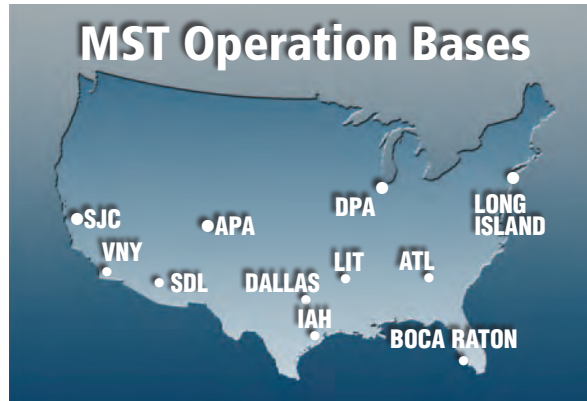 MST Operation Bases
SJC
APA
DPA
LONG
ISLAND
VNY
SDL
DALLAS
LIT
ATL
IAH
BOCA RATON